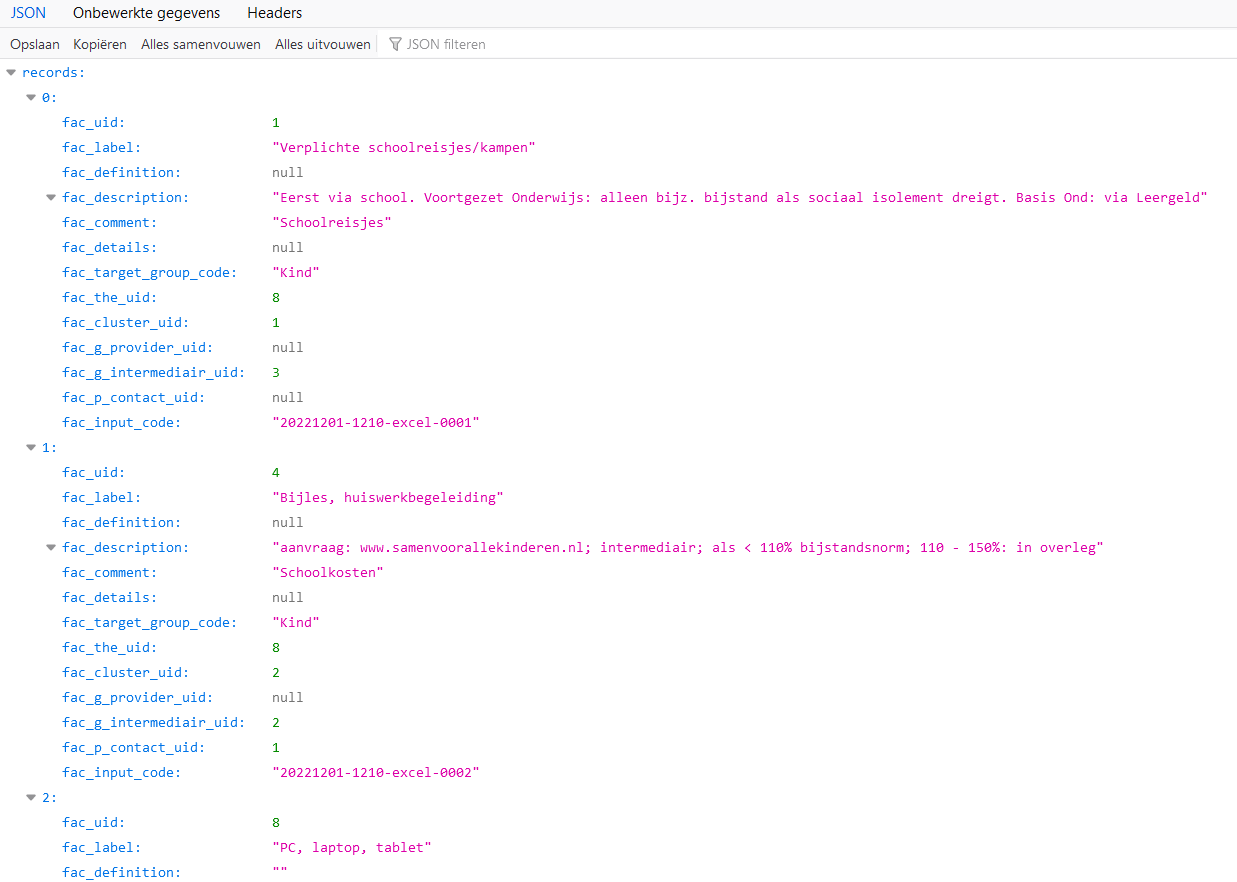 JSON Onbewerkte gegevens Headers
Opslaan Kopiëren Alles samenvouwen Alles uitvouwen JSON filteren
records:
0:
fac_uid: 1
fac_label: "Verplichte schoolreisjes/kampen"
fac_definition: null
fac_description: "Eerst via school. Voortgezet Onderwijs: alleen bijz. bijstand als sociaal isolement dreigt. Basis Ond: via Leergeld"
fac_comment: "Schoolreisjes"
fac_details: null
fac_target_group_code: "Kind"
fac_the_uid: 8
fac_cluster_uid: 1
fac_g_provider_uid: null
fac_g_intermediair_uid: 3
fac_p_contact_uid: null
fac_input_code: "20221201-1210-excel-0001"
1:
fac_uid: 4
fac_label: "Bijles, huiswerkbegeleiding"
fac_definition: null
fac_description: "aanvraag: www.samenvoorallekinderen.nl; intermediair; als < 110% bijstandsnorm; 110 - 150%: in overleg"
fac_comment: "Schoolkosten"
fac_details: null
fac_target_group_code: "Kind"
fac_the_uid: 8
fac_cluster_uid: 2
fac_g_provider_uid: null
fac_g_intermediair_uid: 2
fac_p_contact_uid: 1
fac_input_code: "20221201-1210-excel-0002"
2:
fac_uid: 8
fac_label: "PC, laptop, tablet"
fac_definition: ""